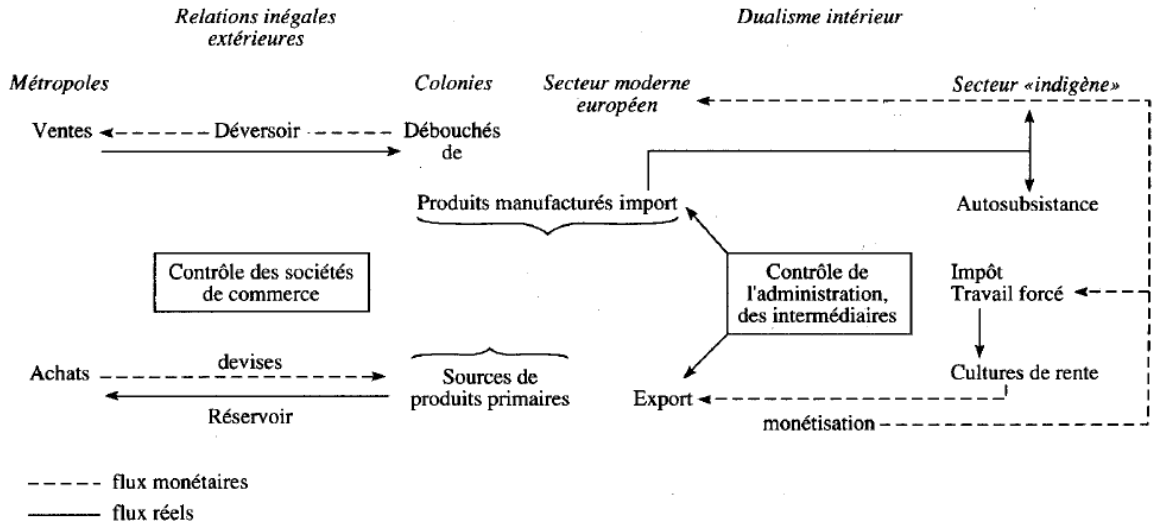 Relations inégales
extérieures
Dualisme intérieur
Métropoles
Colonies
Secteur moderne
européen
Secteur «indigène»
Ventes
Déversoir
Débouchés
de
Produits manufacturés import
Autosubsistance
Contrôle des sociétés
de commerce
Contrôle de
l'administration,
des intermédiaires
Impôt
Travail forcé
Achats
devises
Réservoir
Sources de
produits primaires
Export
Cultures de rente
monétisation
flux monétaires
flux réels